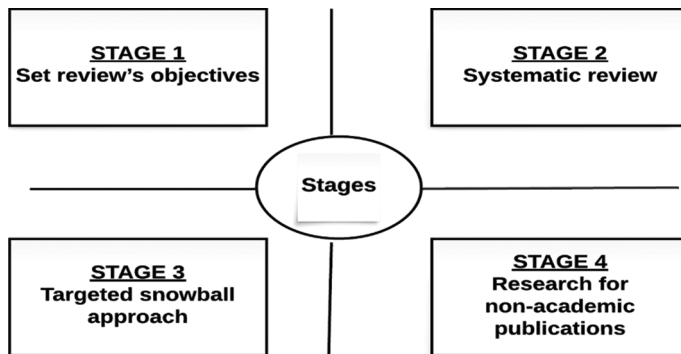 STAGE 1
Set review’s objectives
STAGE 2
Systematic review
Stages
STAGE 3
Targeted snowball
approach
STAGE 4
Research for
non-academic
publications